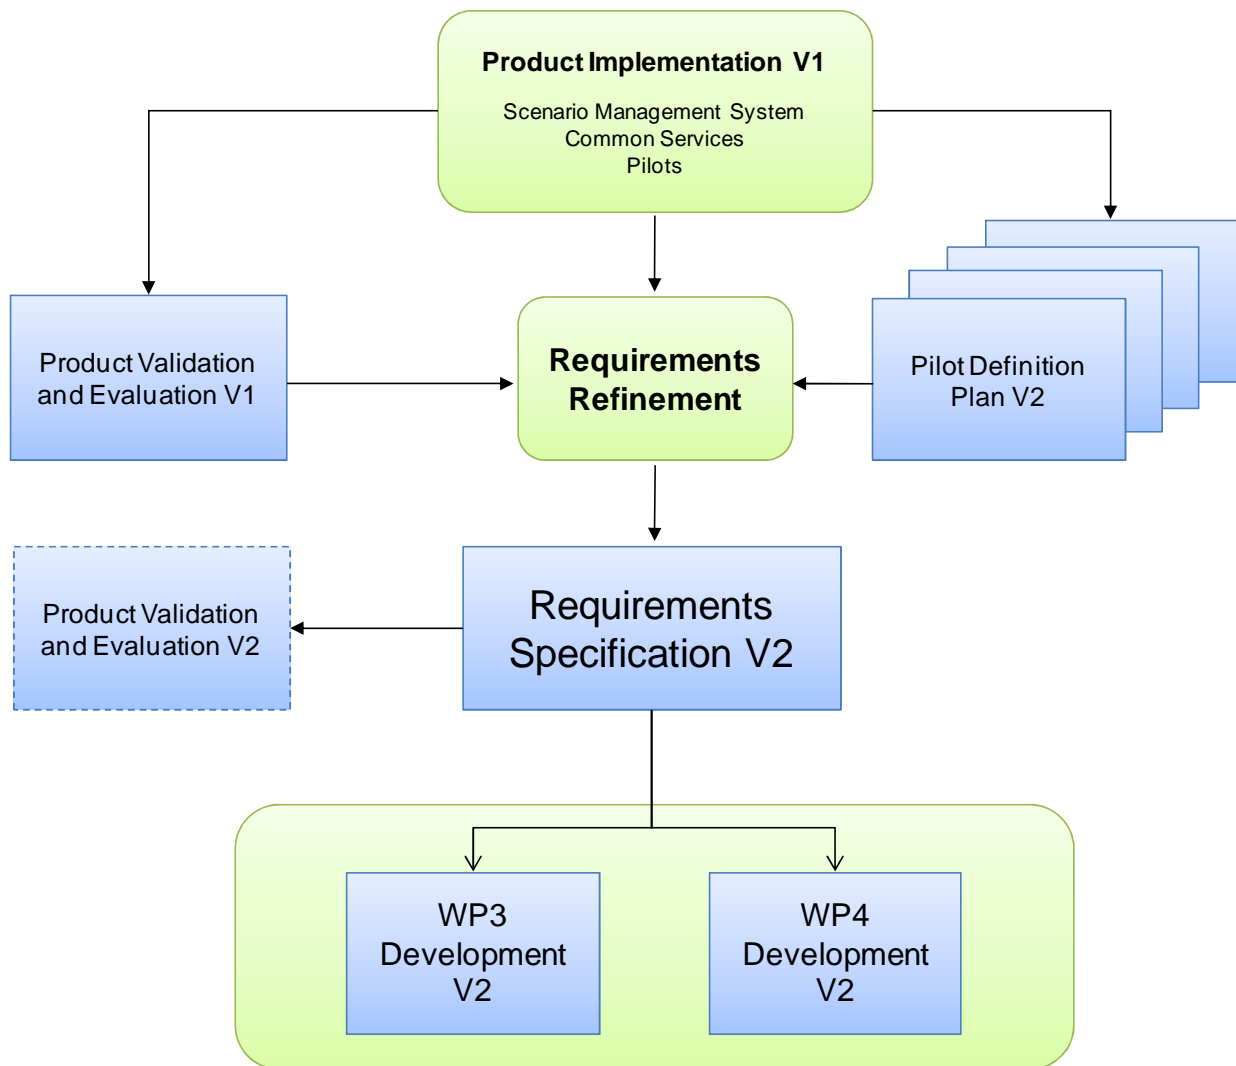 Product Implementation V1
Scenario Management System
Common Services
Pilots
Product Validation
and Evaluation V1
Requirements
Refinement
Pilot Definition
Plan V2
Product Validation
and Evaluation V2
Requirements
Specification V2
WP3
Development
V2
WP4
Development
V2